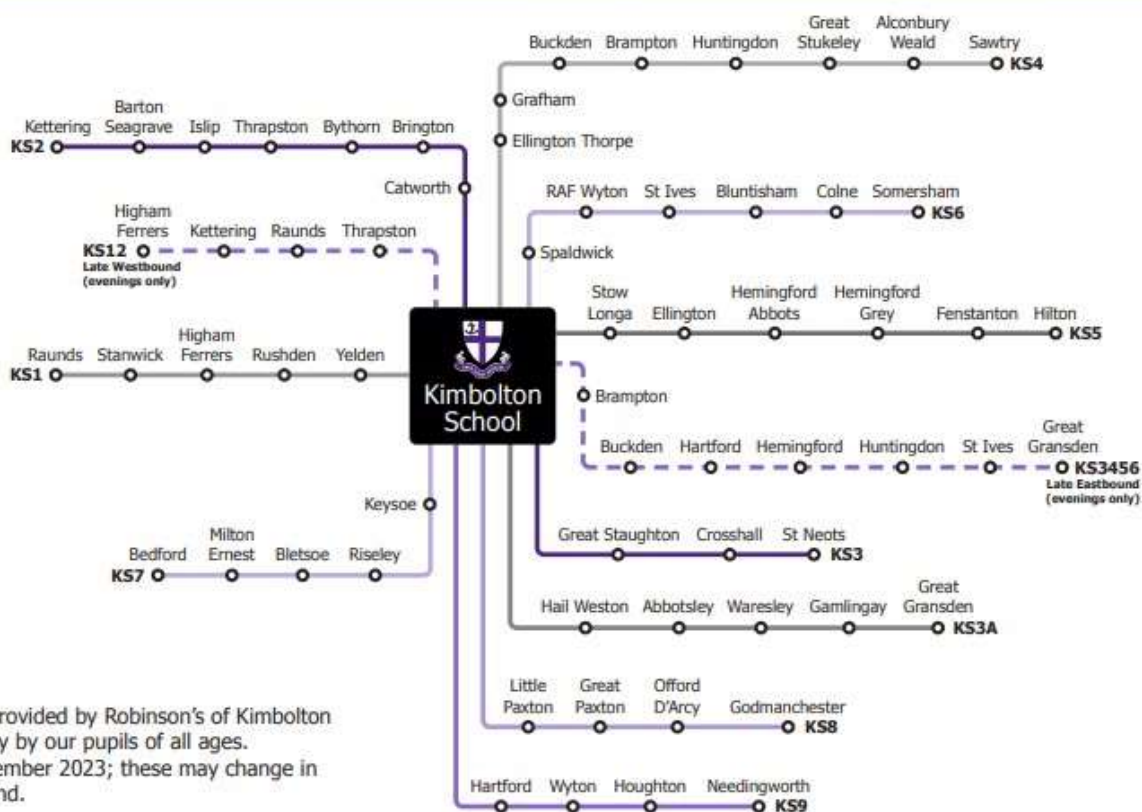 Great Alconbury
Buckden Brampton Huntingdon Stukeley Weald Sawtry
KS4
Grafham
Ellington Thorpe
Barton
Kettering Seagrave Islip Thrapston Bythorn Brington
KS2
Catworth
RAF Wyton St Ives Bluntisham Colne Somersham
KS6
Spaldwick
Higham
Ferrers Kettering Raunds Thrapston
KS12
Late Westbound
(evenings only)
Stow Hemingford Hemingford
Longa Ellington Abbots Grey Fenstanton Hilton
KS5
Higham
Raunds Stanwick Ferrers Rushden Yelden
KS1
Kimbolton
School
Brampton
Great
Buckden Hartford Hemingford Huntingdon St Ives Gransden
KS3456
Late Eastbound
(evenings only)
Keysoe
Milton
Bedford Ernest Bletsoe Riseley
KS7
Great Staughton Crosshall St Neots
KS3
Great
Hail Weston Abbotsley Waresley Gamlingay Gransden
KS3A
Little Great Offord
Paxton Paxton D'Arcy Godmanchester
KS8
rovided by Robinson's of Kimbolton
y by our pupils of all ages.
ember 2023; these may change in
nd.
Hartford Wyton Houghton Needingworth
KS9